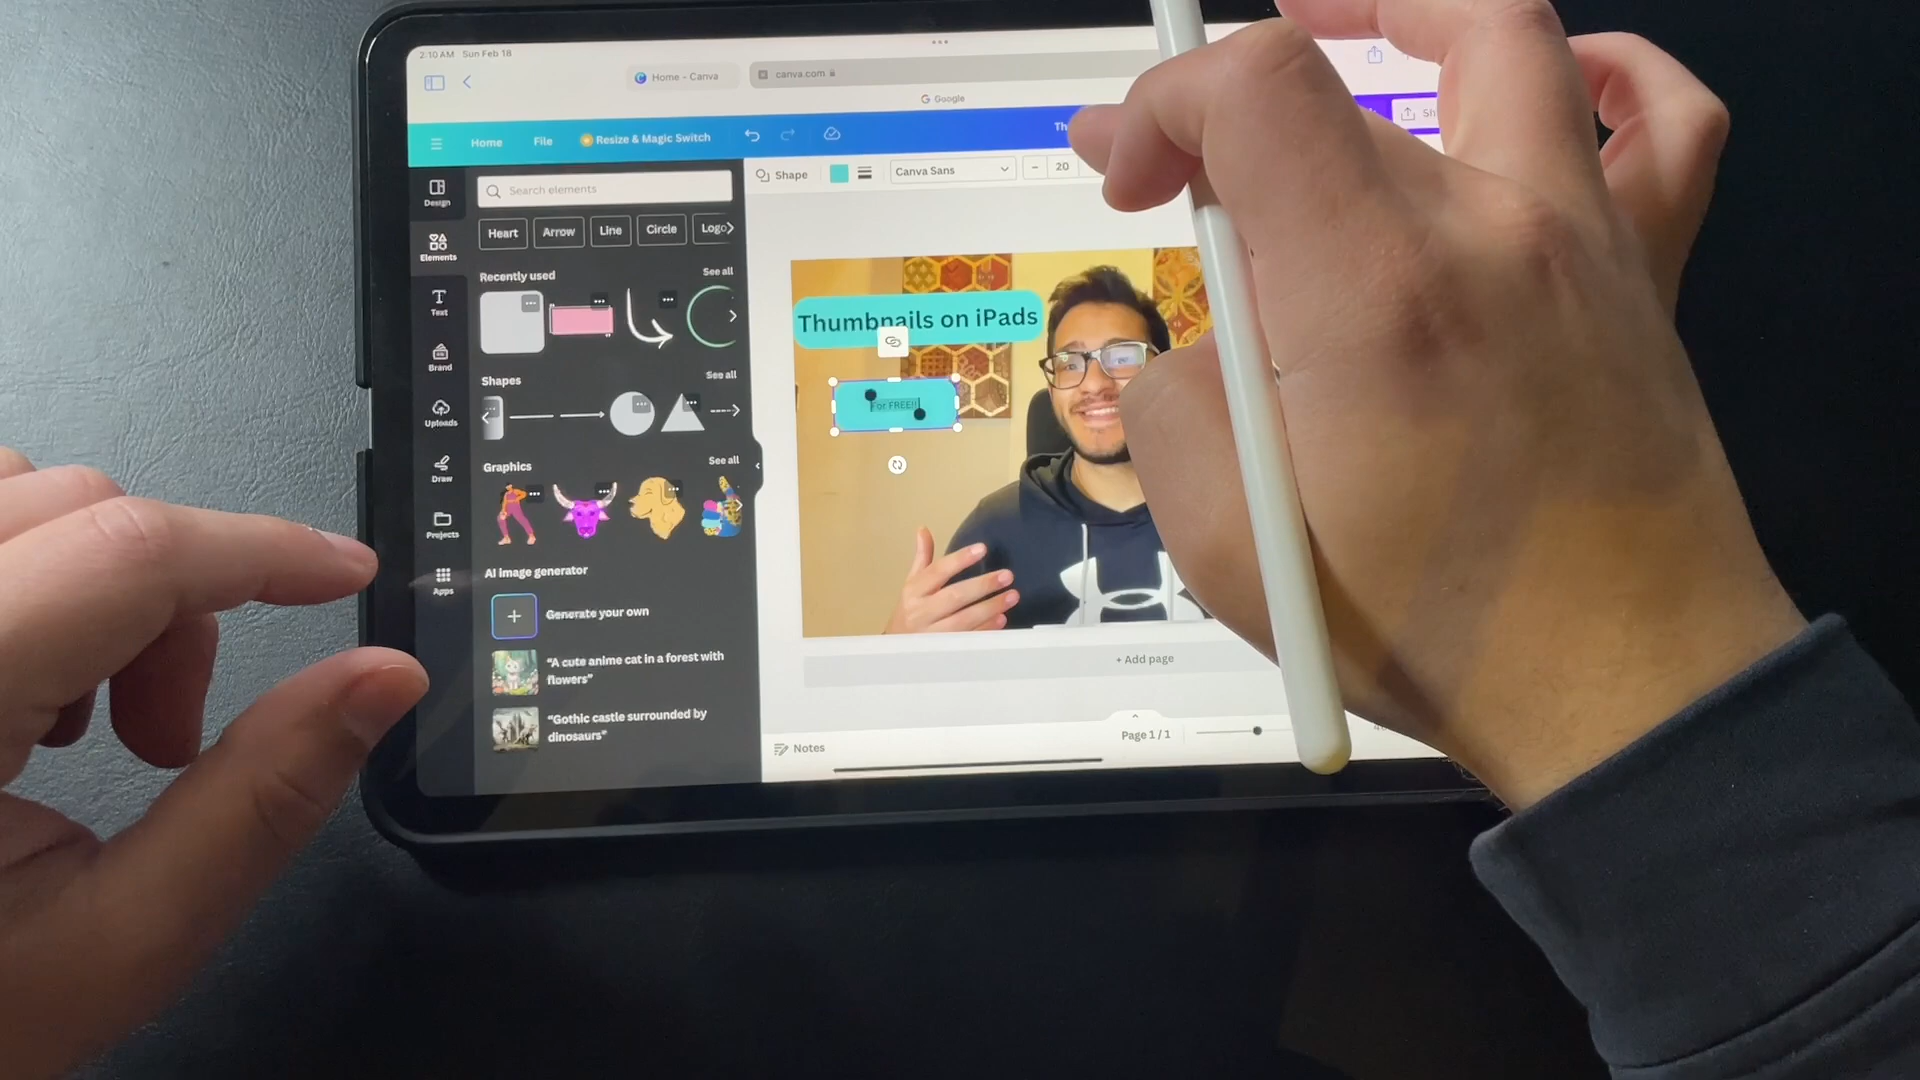 2:10 AM Sun Feb 18
Home - Canva
canva.com
Google
Home
File
Resize & Magic Switch
Th
Sh
Design
Elements
Text
Brand
Uploads
Draw
Projects
Apps
Search elements
Heart
Arrow
Line
Circle
Logo
Recently used
See all
Shapes
See all
Graphics
See all
AI image generator
Generate your own
“A cute anime cat in a forest with
flowers”
“Gothic castle surrounded by
dinosaurs”
Shape
Canva Sans
20
Thumbnails on iPads
For FREE!!
+ Add page
Notes
Page 1 / 1